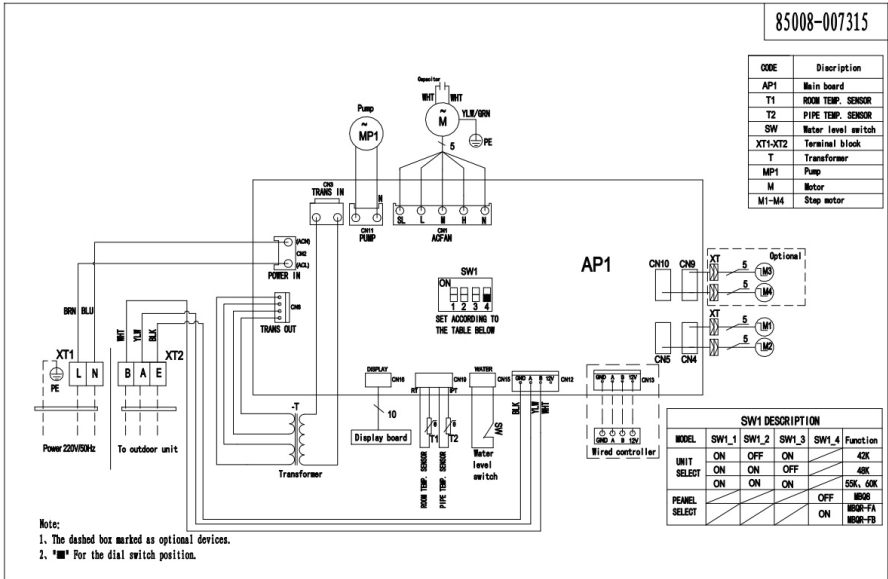 85008-007315
CODE Discription
AP1 Main board
T1 ROOM TEMP. SENSOR
T2 PIPE TEMP. SENSOR
SW Water level switch
XT1-XT2 Terminal block
T Transformer
MP1 Pump
M Motor
M1-M4 Step motor
Capacitor
WHT WHT
YLW/GRN
~
M
PE
5
Pump
~
MP1
CN3
TRANS IN
N
CN11
PUMP
SL L M H N
CN1
ACFAN
(ACN)
CN2
(ACL)
POWER IN
CN6
TRANS OUT
SW1
ON
1 2 3 4
SET ACCORDING TO
THE TABLE BELOW
AP1
CN10 CN9
XT
Optional
5 M3
5 M4
XT
CN5 CN4
5 M1
5 M2
BRN BLU
WHT YLW BLK
XT1
L N
PE
Power 220V/50Hz
XT2
B A E
To outdoor unit
-T
Transformer
DISPLAY
CN16
10
Display board
CN19
RT PT
T1 T2
ROOM TEMP. SENSOR
PIPE TEMP. SENSOR
WATER
CN15
SW
Water
level
switch
GND A B 12V
CN12
BLK YLW WHT
GND A B 12V
CN13
GND A B 12V
Wired controller
SW1 DESCRIPTION
MODEL SW1_1 SW1_2 SW1_3 SW1_4 Function
UNIT SELECT
ON OFF ON 42K
ON ON OFF 48K
ON ON ON 55K、60K
PEANEL SELECT
OFF MBQ8
ON MBQR-FA
MBQR-FB
Note:
1、The dashed box marked as optional devices.
2、"■" For the dial switch position.